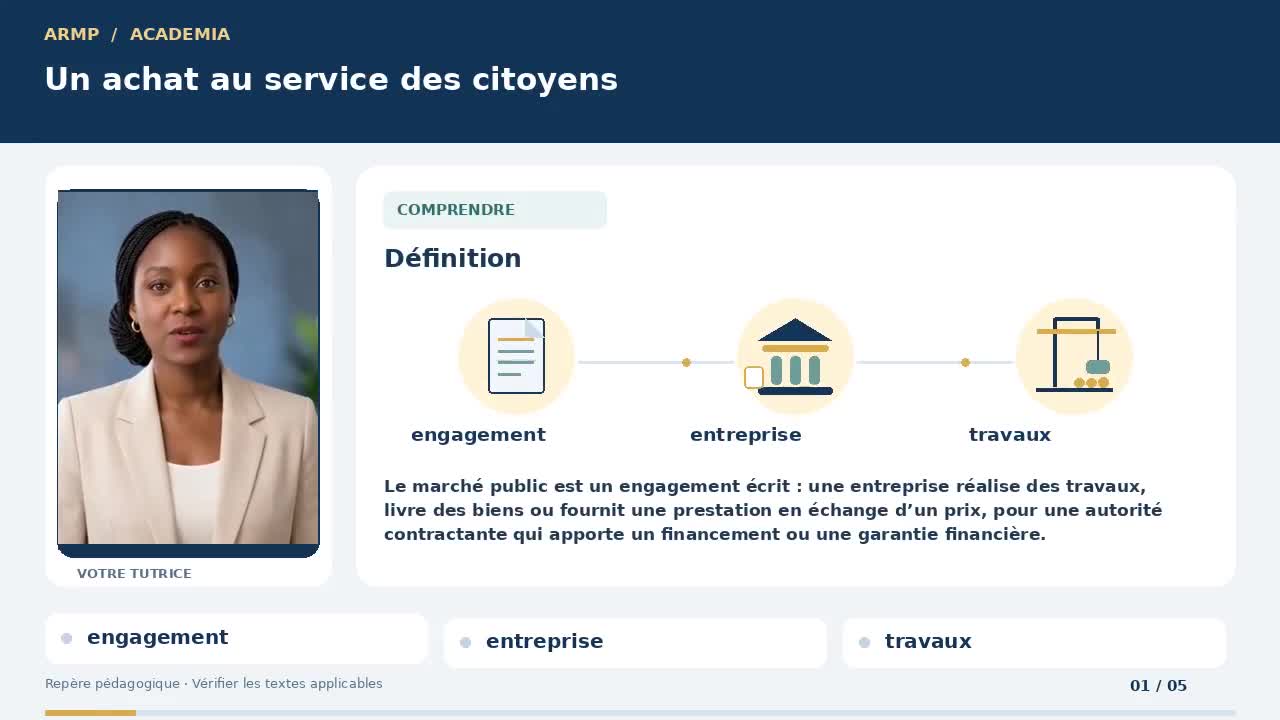 ARMP / ACADEMIA
Un achat au service des citoyens
COMPRENDRE
Définition
engagement
entreprise
travaux
Le marché public est un engagement écrit : une entreprise réalise des travaux,
livre des biens ou fournit une prestation en échange d’un prix, pour une autorité
contractante qui apporte un financement ou une garantie financière.
VOTRE TUTRICE
engagement
entreprise
travaux
Repère pédagogique · Vérifier les textes applicables
01 / 05